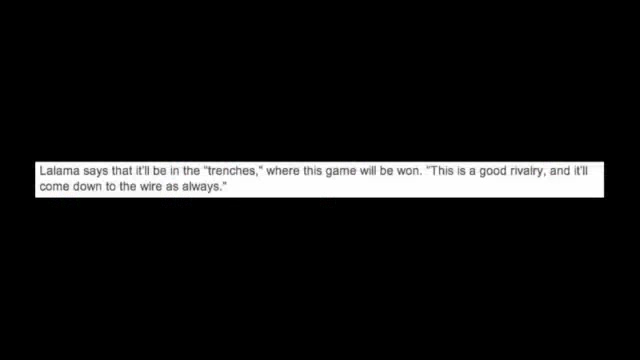 Lalama says that it'll be in the "trenches," where this game will be won. "This is a good rivalry, and it'll
come down to the wire as always."